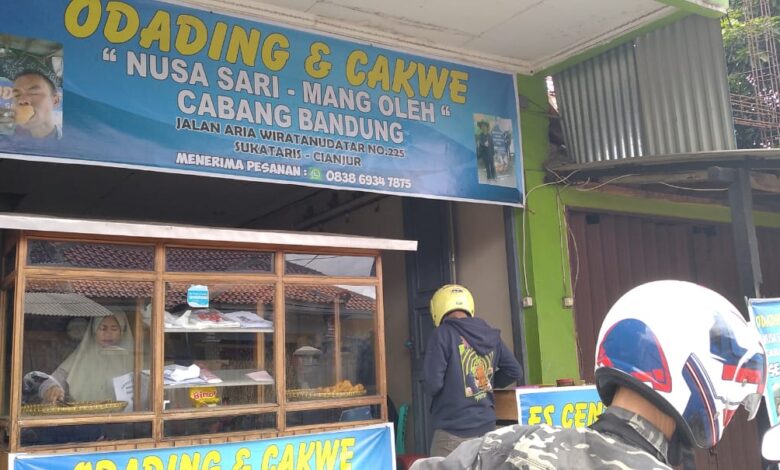 ODADING & CAKWE
“ NUSA SARI - MANG OLEH “
CABANG BANDUNG
JALAN ARIA WIRATANUDATAR NO.225
SUKATARIS - CIANJUR
MENERIMA PESANAN : 0838 6934 7875
ES CEN
ODADING & CAKWE